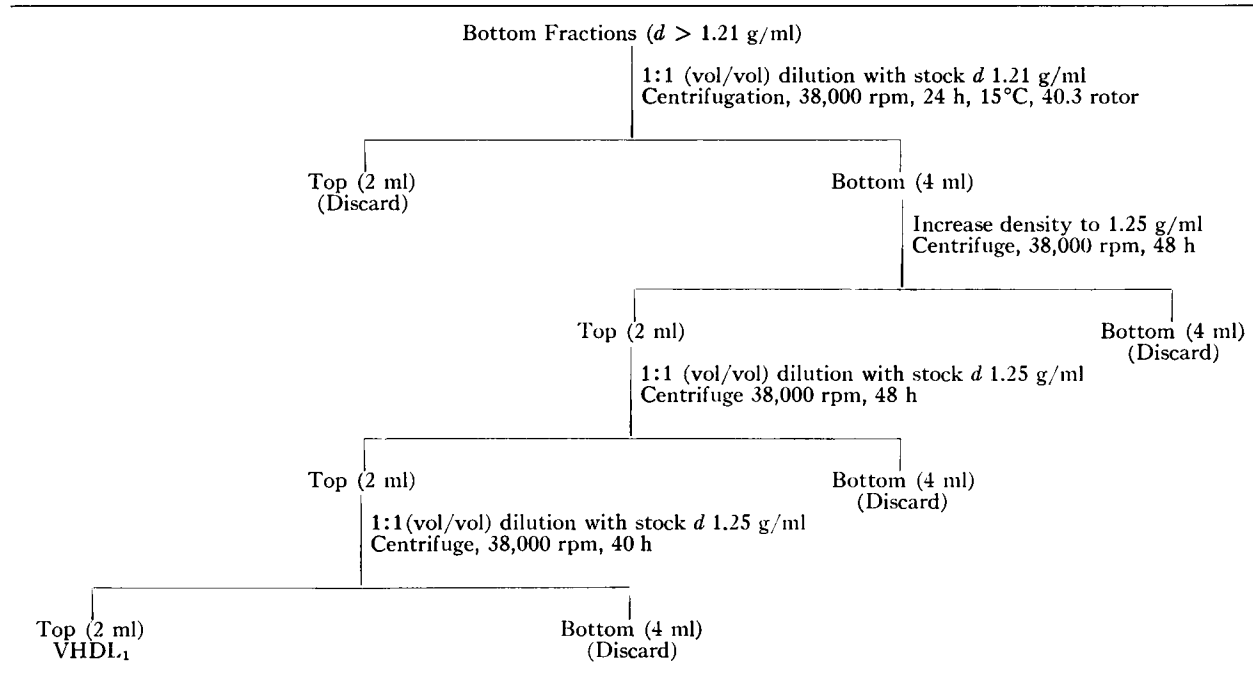 Bottom Fractions (d > 1.21 g/ml)
1:1 (vol/vol) dilution with stock d 1.21 g/ml
Centrifugation, 38,000 rpm, 24 h, 15°C, 40.3 rotor
Top (2 ml)
(Discard)
Bottom (4 ml)
Increase density to 1.25 g/ml
Centrifuge, 38,000 rpm, 48 h
Top (2 ml)
Bottom (4 ml)
(Discard)
1:1 (vol/vol) dilution with stock d 1.25 g/ml
Centrifuge 38,000 rpm, 48 h
Top (2 ml)
Bottom (4 ml)
(Discard)
1:1(vol/vol) dilution with stock d 1.25 g/ml
Centrifuge, 38,000 rpm, 40 h
Top (2 ml)
VHDL₁
Bottom (4 ml)
(Discard)